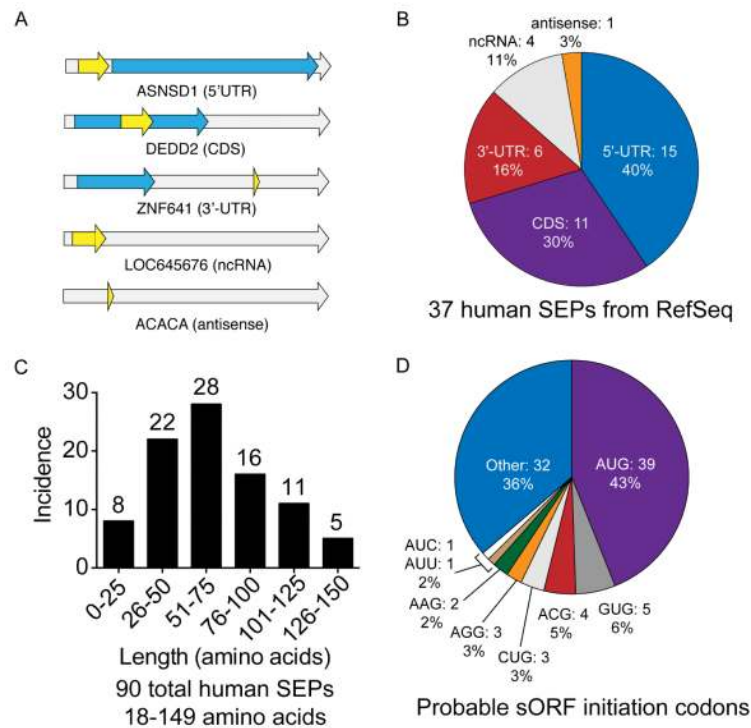 A
ASNSD1 (5'UTR)
DEDD2 (CDS)
ZNF641 (3'-UTR)
LOC645676 (ncRNA)
ACACA (antisense)
B
antisense: 1
3%
ncRNA: 4
11%
3'-UTR: 6
16%
5'-UTR: 15
40%
CDS: 11
30%
37 human SEPs from RefSeq
C
Incidence
30
20
10
0
8
22
28
16
11
5
0-25
26-50
51-75
76-100
101-125
126-150
Length (amino acids)
90 total human SEPs
18-149 amino acids
D
Other: 32
36%
AUG: 39
43%
AUC: 1
AUU: 1
2%
AAG: 2
2%
AGG: 3
3%
CUG: 3
3%
ACG: 4
5%
GUG: 5
6%
Probable sORF initiation codons